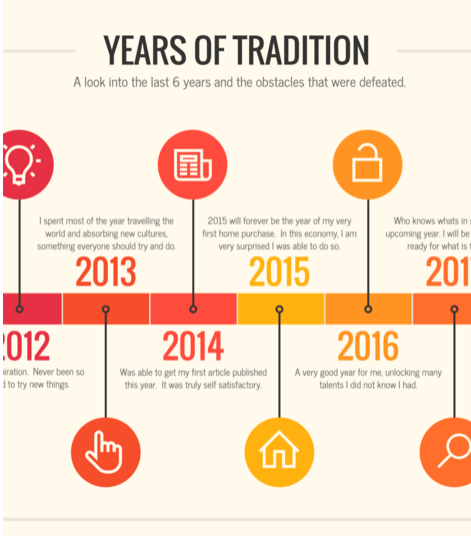 YEARS OF TRADITION
A look into the last 6 years and the obstacles that were defeated.
I spent most of the year travelling the
world and absorbing new cultures,
something everyone should try and do.
2013
2015 will forever be the year of my very
first home purchase. In this economy, I am
very surprised I was able to do so.
2015
Who knows whats in
upcoming year. I will be
ready for what is
201
2012
Never been so
to try new things.
2014
Was able to get my first article published
this year. It was truly self satisfactory.
2016
A very good year for me, unlocking many
talents I did not know I had.